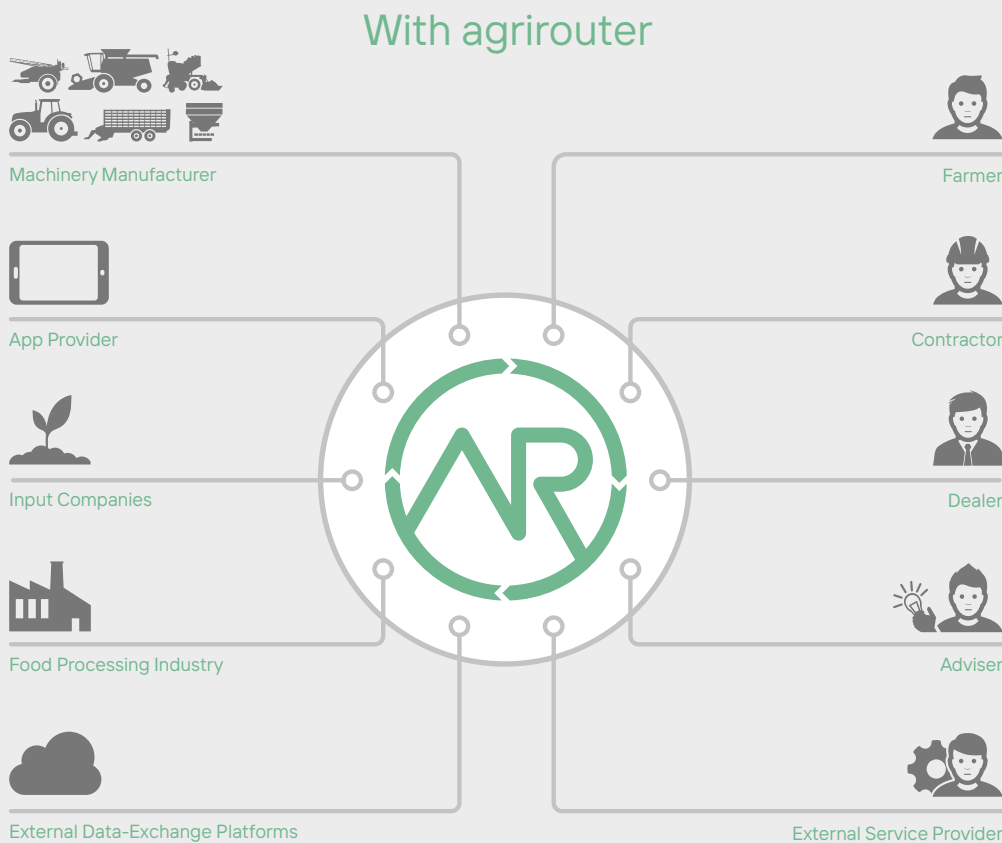 With agrirouter
Machinery Manufacturer
Farmer
App Provider
Contractor
AR
Input Companies
Dealer
Food Processing Industry
Adviser
External Data-Exchange Platforms
External Service Provider